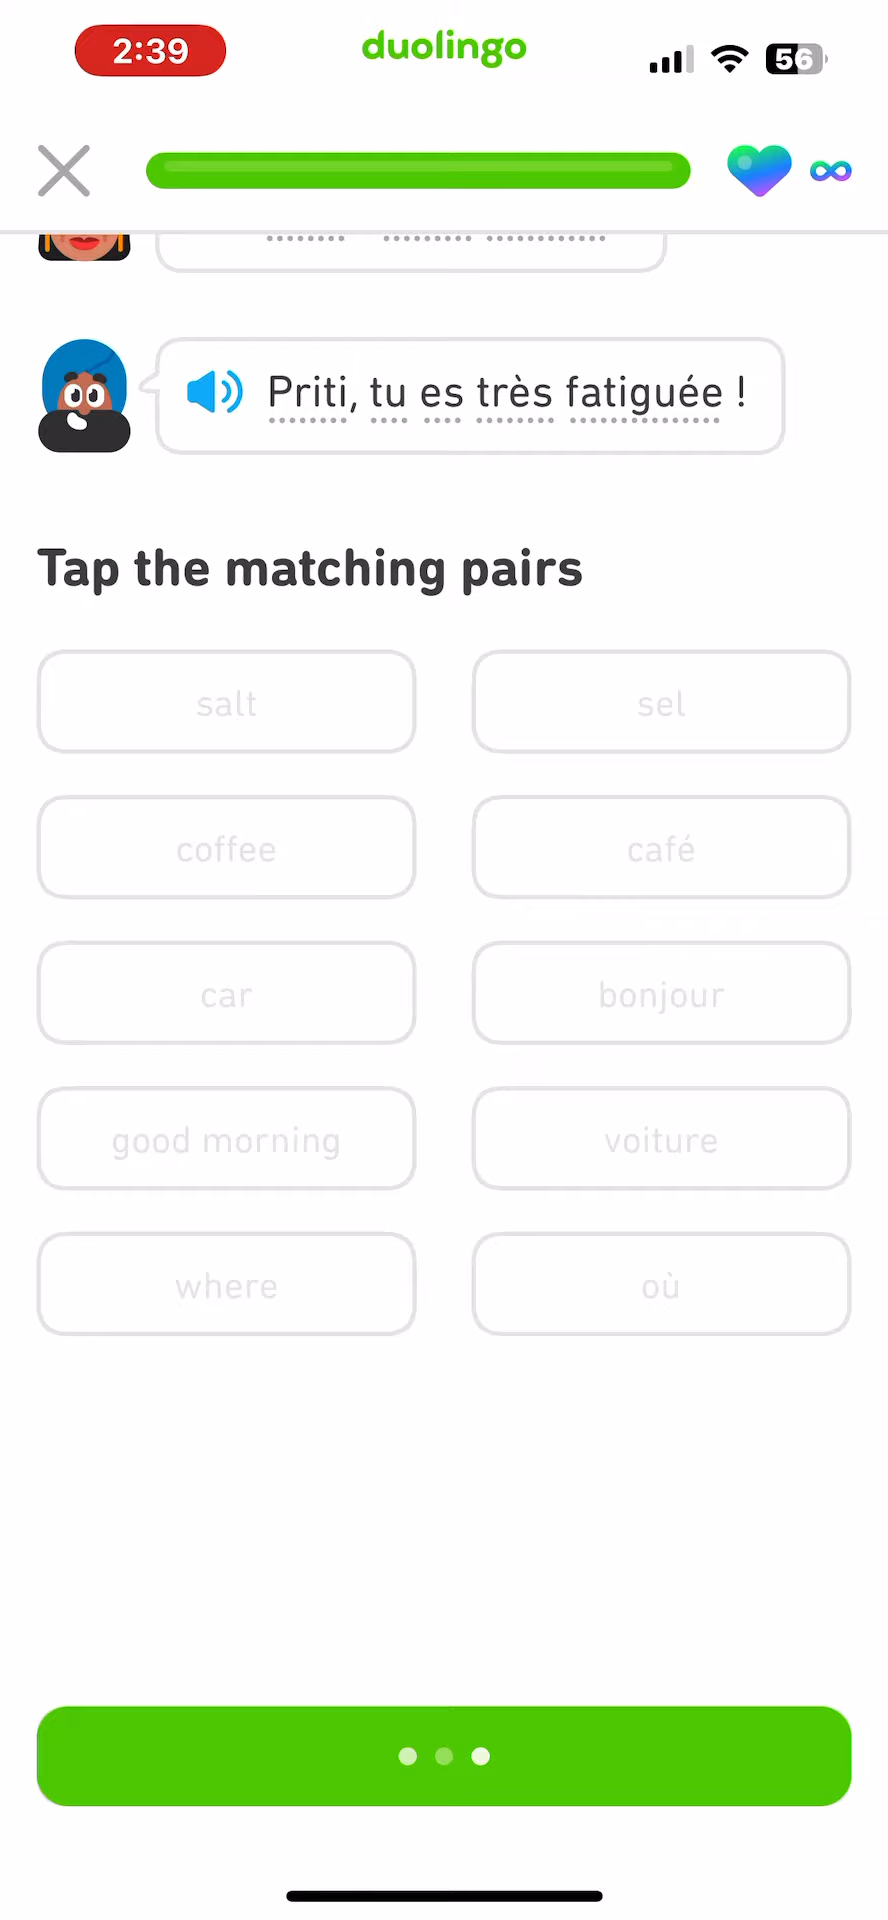 2:39
duolingo
56
Priti, tu es très fatiguée !
Tap the matching pairs
salt
sel
coffee
café
car
bonjour
good morning
voiture
where
où